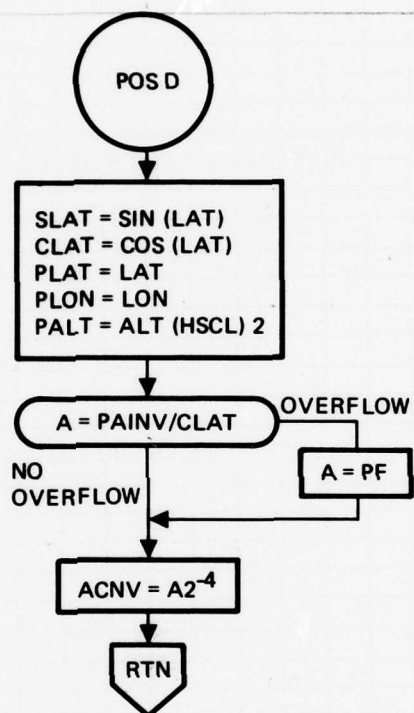 POS D
SLAT = SIN (LAT)
CLAT = COS (LAT)
PLAT = LAT
PLON = LON
PALT = ALT (HSCL) 2
A = PAINV/CLAT
OVERFLOW
NO
OVERFLOW
A = PF
ACNV = A2⁻⁴
RTN